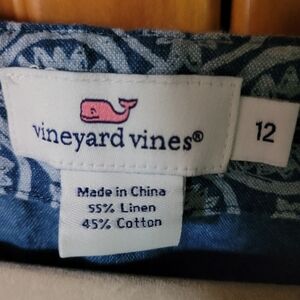 vineyard vines®
12
Made in China
55% Linen
45% Cotton